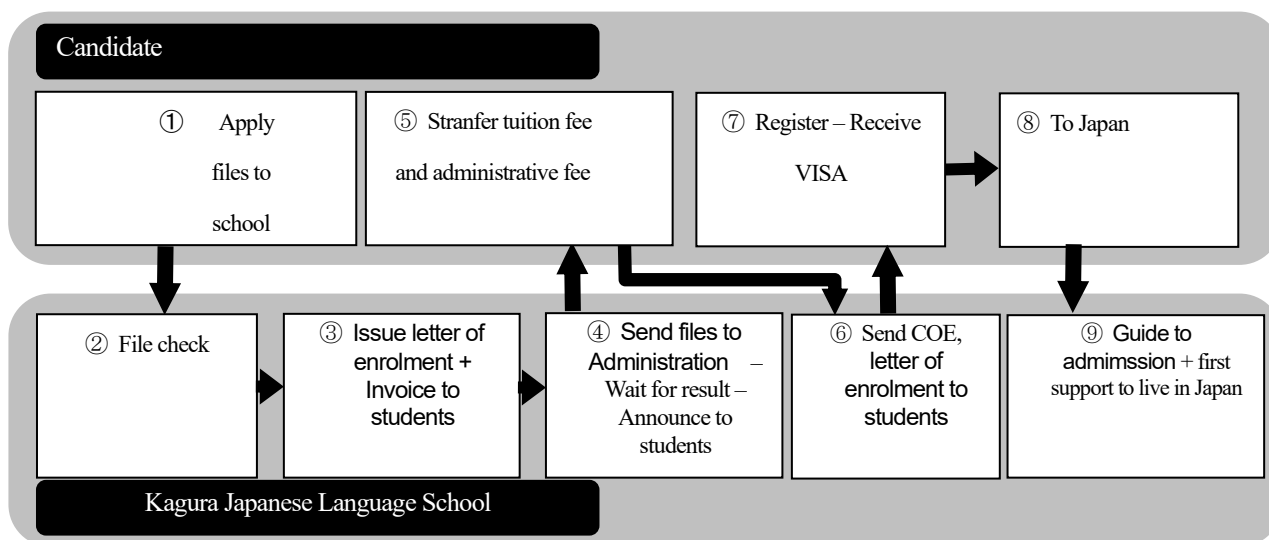 Candidate
① Apply
files to
school
⑤ Stranfer tuition fee
and administrative fee
⑦ Register – Receive
VISA
⑧ To Japan
② File check
③ Issue letter of
enrolment +
Invoice to
students
④ Send files to
Administration –
Wait for result –
Announce to
students
⑥ Send COE,
letter of
enrolment to
students
⑨ Guide to
admimssion + first
support to live in Japan
Kagura Japanese Language School